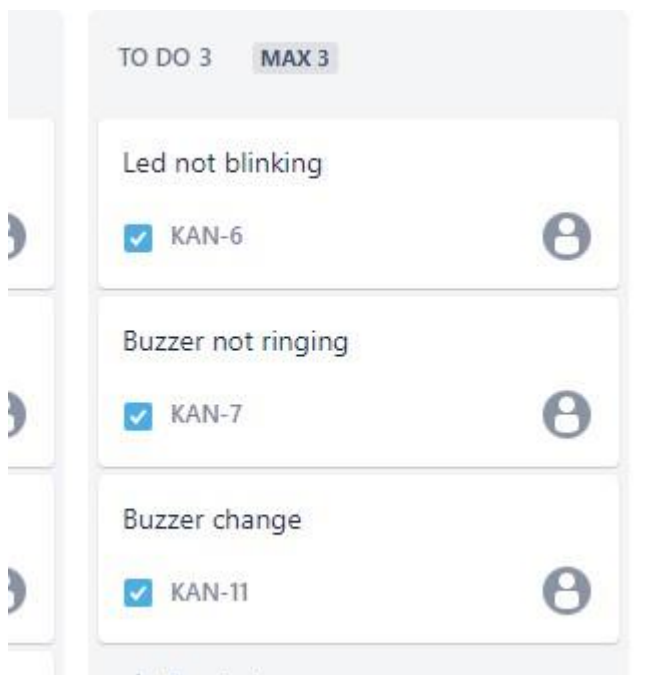 TO DO 3 MAX 3
Led not blinking
KAN-6
Buzzer not ringing
KAN-7
Buzzer change
KAN-11